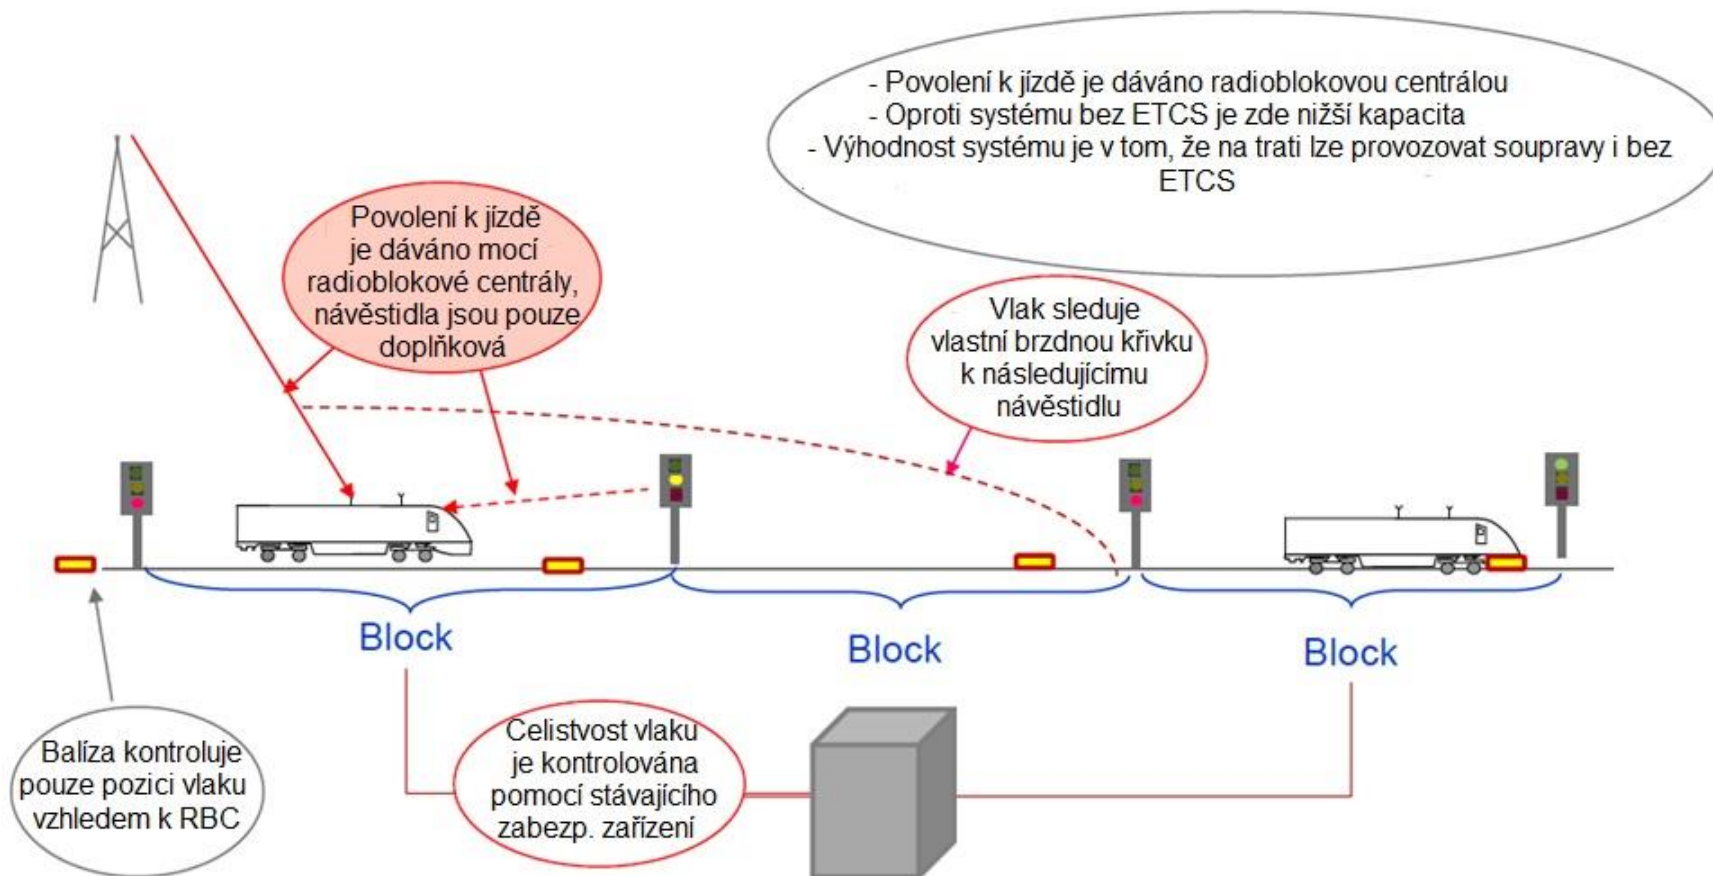 - Povolení k jízdě je dáváno radioblokovou centrálou
- Oproti systému bez ETCS je zde nižší kapacita
- Výhodnost systému je v tom, že na trati lze provozovat soupravy i bez
ETCS
Povolení k jízdě
je dáváno mocí
radioblokové centrály,
návěstidla jsou pouze
doplňková
Vlak sleduje
vlastní brzdnou křivku
k následujícímu
návěstidlu
Block
Block
Block
Balíza kontroluje
pouze pozici vlaku
vzhledem k RBC
Celistvost vlaku
je kontrolována
pomocí stávajícího
zabezp. zařízení